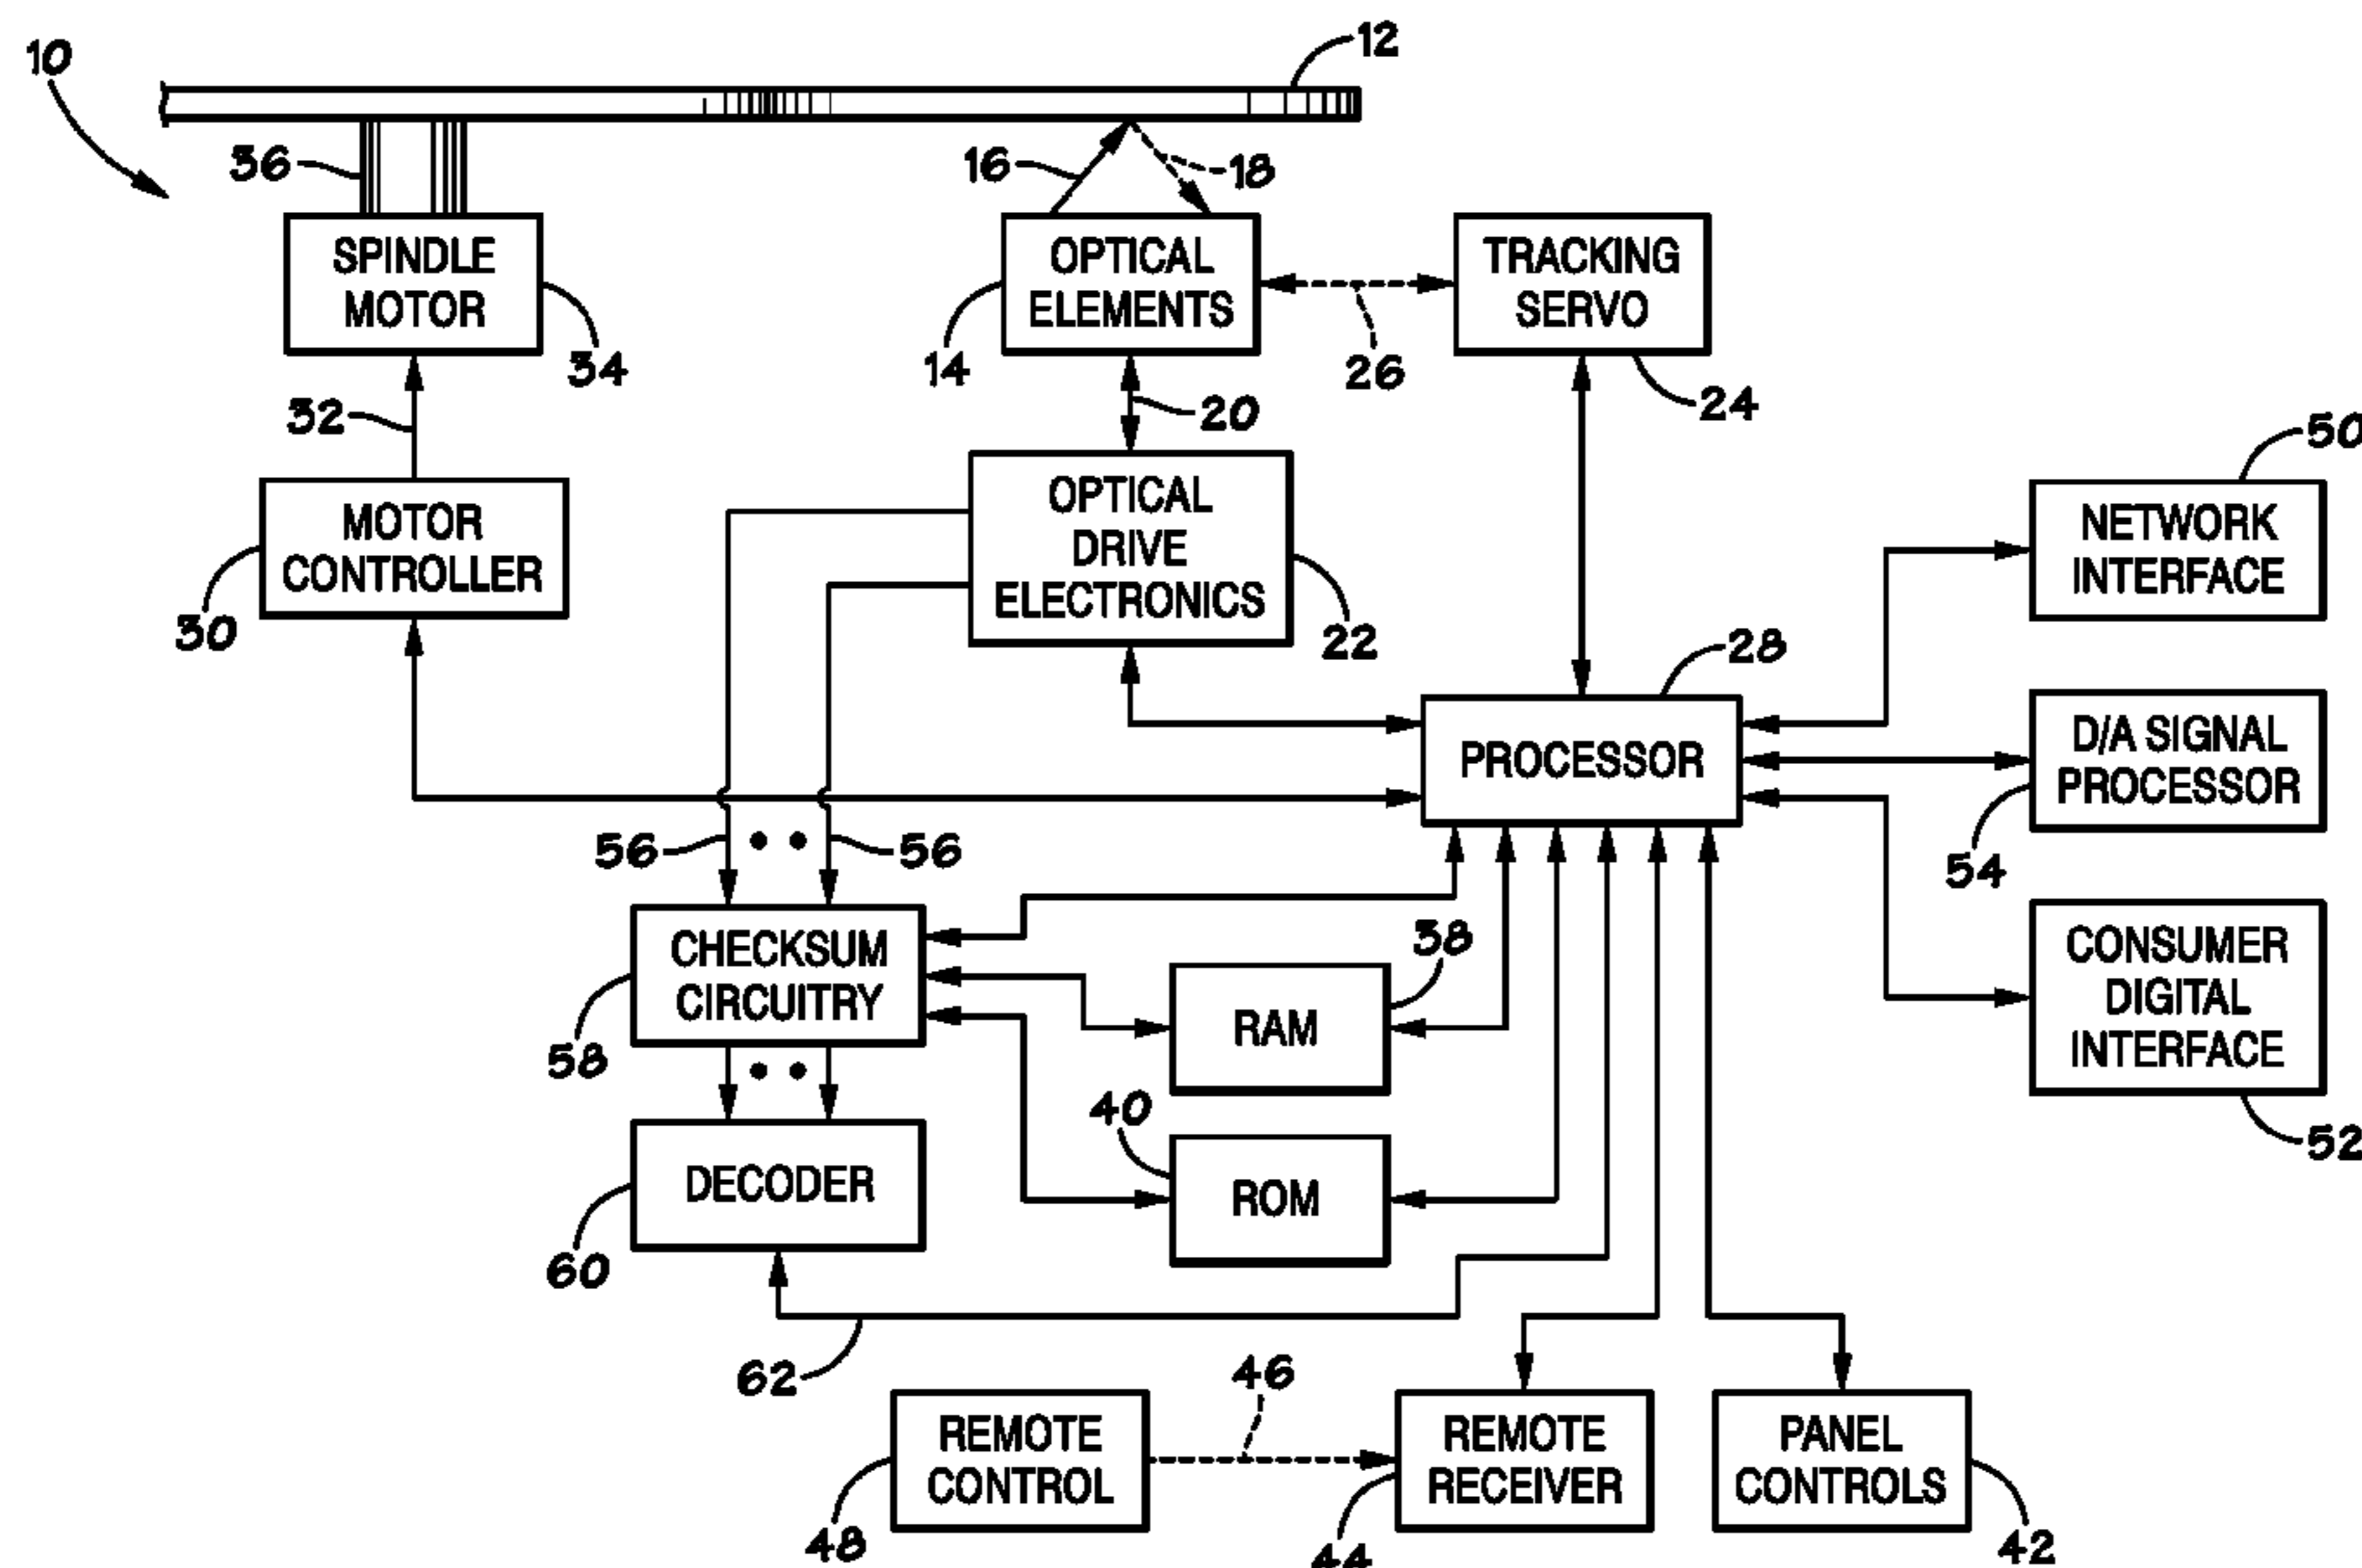 10
12
36
16
18
SPINDLE
MOTOR
OPTICAL
ELEMENTS
TRACKING
SERVO
34
14
26
24
32
20
50
MOTOR
CONTROLLER
OPTICAL
DRIVE
ELECTRONICS
NETWORK
INTERFACE
30
22
28
PROCESSOR
D/A SIGNAL
PROCESSOR
56
56
54
CHECKSUM
CIRCUITRY
38
RAM
CONSUMER
DIGITAL
INTERFACE
58
40
52
DECODER
ROM
60
62
46
REMOTE
CONTROL
REMOTE
RECEIVER
PANEL
CONTROLS
48
44
42